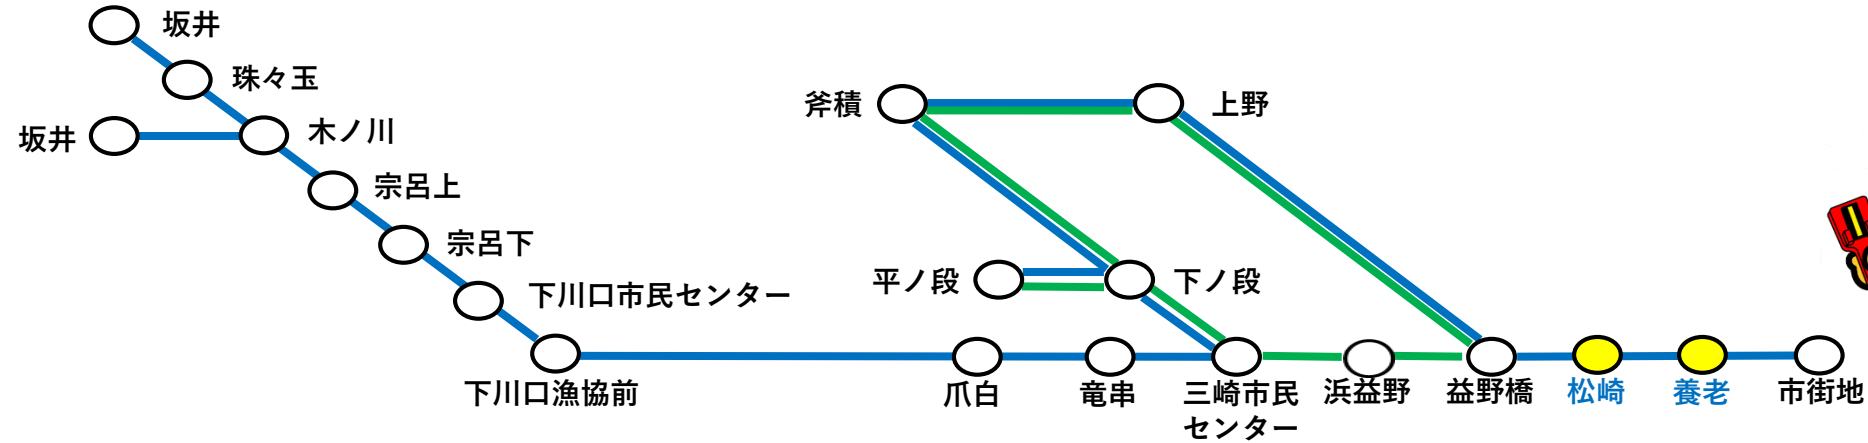 坂井
珠々玉
斧積
上野
坂井
木ノ川
宗呂上
宗呂下
平ノ段
下ノ段
下川口市民センター
下川口漁協前
爪白
竜串
三崎市民
センター
浜益野
益野橋
松崎
養老
市街地